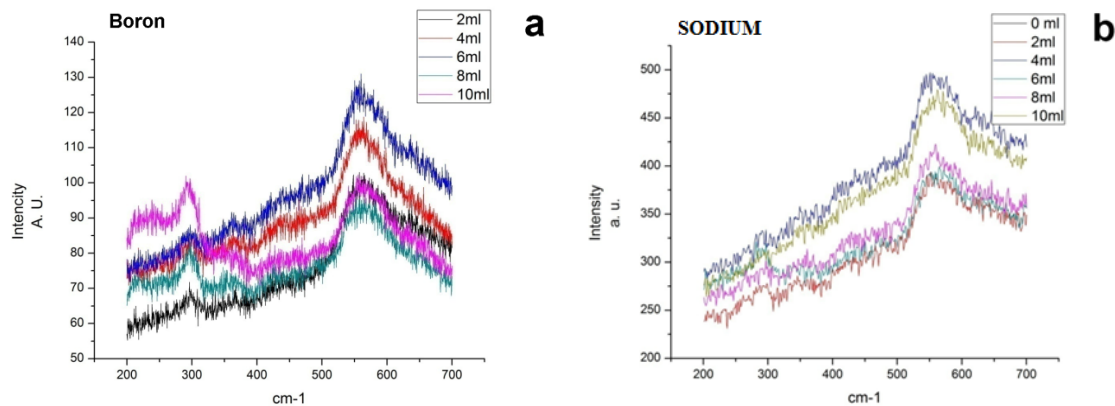 Boron
a
2ml
4ml
6ml
8ml
10ml
140
130
120
110
100
90
80
70
60
50
Intencity
A. U.
200 300 400 500 600 700
cm-1
SODIUM
b
0 ml
2ml
4ml
6ml
8ml
10ml
500
450
400
350
300
250
200
Intensity
a. u.
200 300 400 500 600 700
cm-1